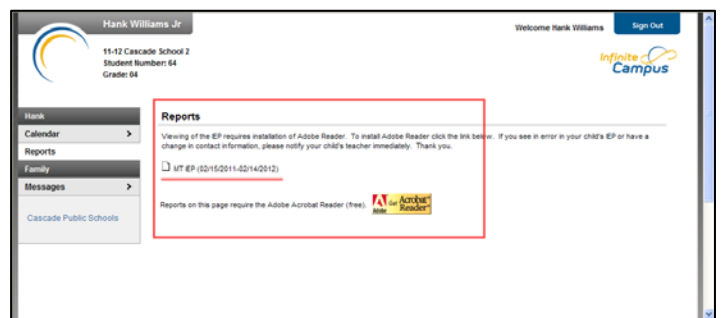 Hank Williams Jr
Welcome Hank Williams
Sign Out
11-12 Cascade School 2
Student Number: 64
Grade: 04
Infinite
Campus
Hank
Calendar >
Reports
Family
Messages >
Cascade Public Schools
Reports
Viewing of the IEP requires installation of Adobe Reader. To install Adobe Reader click the link below. If you see in error in your child's IEP or have a
change in contact information, please notify your child's teacher immediately. Thank you.
MT IEP (02/15/2011-02/14/2012)
Reports on this page require the Adobe Acrobat Reader (free).
Adobe
Get Acrobat
Reader